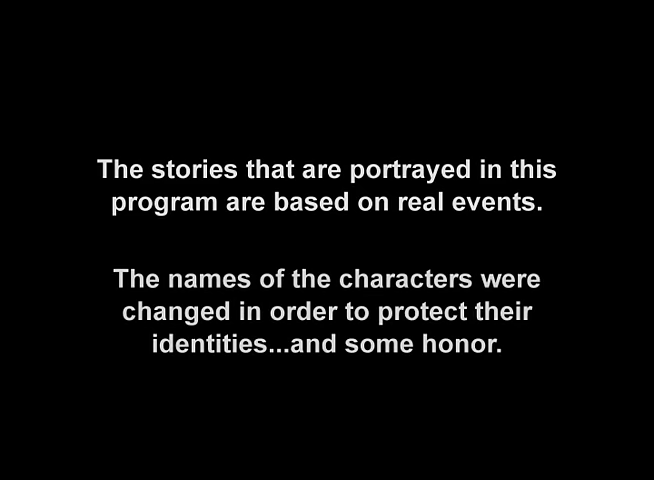 The stories that are portrayed in this
program are based on real events.
The names of the characters were
changed in order to protect their
identities...and some honor.